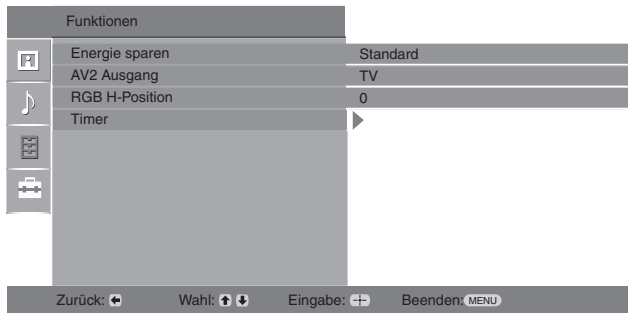 Funktionen
Energie sparen Standard
AV2 Ausgang TV
RGB H-Position 0
Timer
Zurück: Wahl: Eingabe: Beenden: MENU